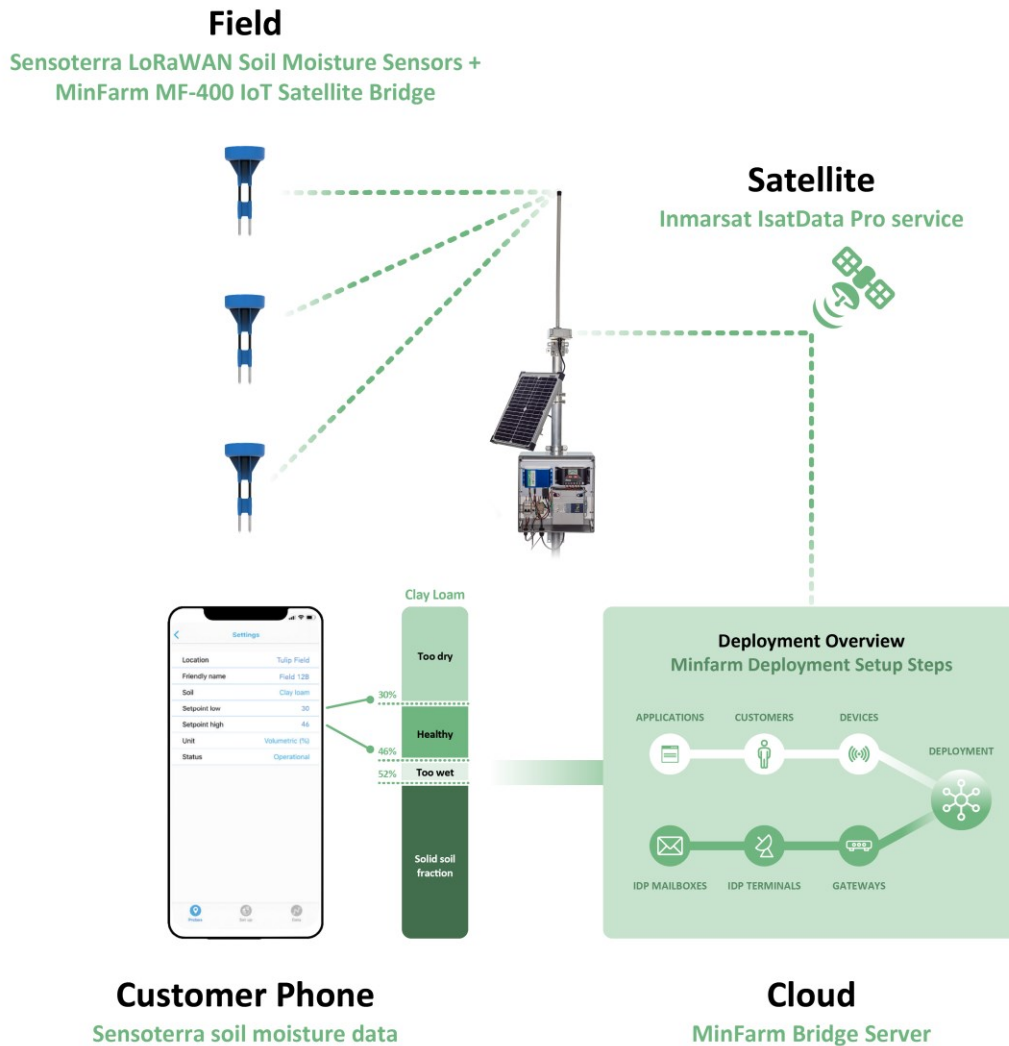 Field
Sensoterra LoRaWAN Soil Moisture Sensors +
MinFarm MF-400 IoT Satellite Bridge
Satellite
Inmarsat IsatData Pro service
Settings
Location Tulip Field
Friendly name Field 12B
Soil Clay loam
Setpoint low 30
Setpoint high 46
Unit Volumetric (%)
Status Operational
Probes Set-up Data
Clay Loam
Too dry
30%
Healthy
46%
Too wet
52%
Solid soil
fraction
Deployment Overview
Minfarm Deployment Setup Steps
APPLICATIONS CUSTOMERS DEVICES
DEPLOYMENT
IDP MAILBOXES IDP TERMINALS GATEWAYS
Customer Phone
Sensoterra soil moisture data
Cloud
MinFarm Bridge Server